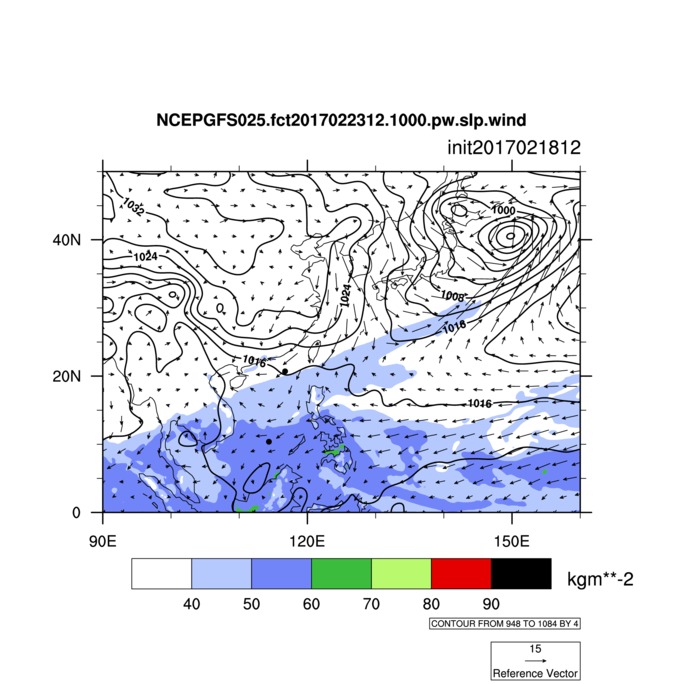 NCEPGFS025.fct2017022312.1000.pw.slp.wind
init2017021812
1032
1000
40N
1024
1024
1008
1016
1016
20N
1016
0
90E 120E 150E
40 50 60 70 80 90
kgm**-2
CONTOUR FROM 948 TO 1084 BY 4
15
Reference Vector